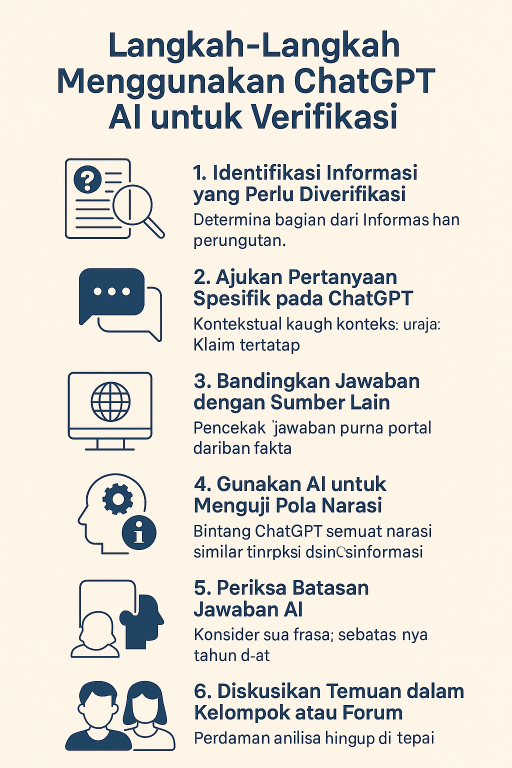 Langkah-Langkah
Menggunakan ChatGPT
AI untuk Verifikasi
1. Identifikasi Informasi
yang Perlu Diverifikasi
Determina bagian dari Informas han
perungutan.
2. Ajukan Pertanyaan
Spesifik pada ChatGPT
Kontekstual kaugh konteks: uraja:
Klaim tertatap
3. Bandingkan Jawaban
dengan Sumber Lain
Pencekak jawaban purna portal
dariban fakta
4. Gunakan AI untuk
Menguji Pola Narasi
Bintang ChatGPT semuat narasi
similar tinrpksi
5. Periksa Batasan
Jawaban AI
Konsider sua frasa; sebatas nya
tahun d-at
6. Diskusikan Temuan dalam
Kelompok atau Forum
Perdaman anilisa hingup di tepai